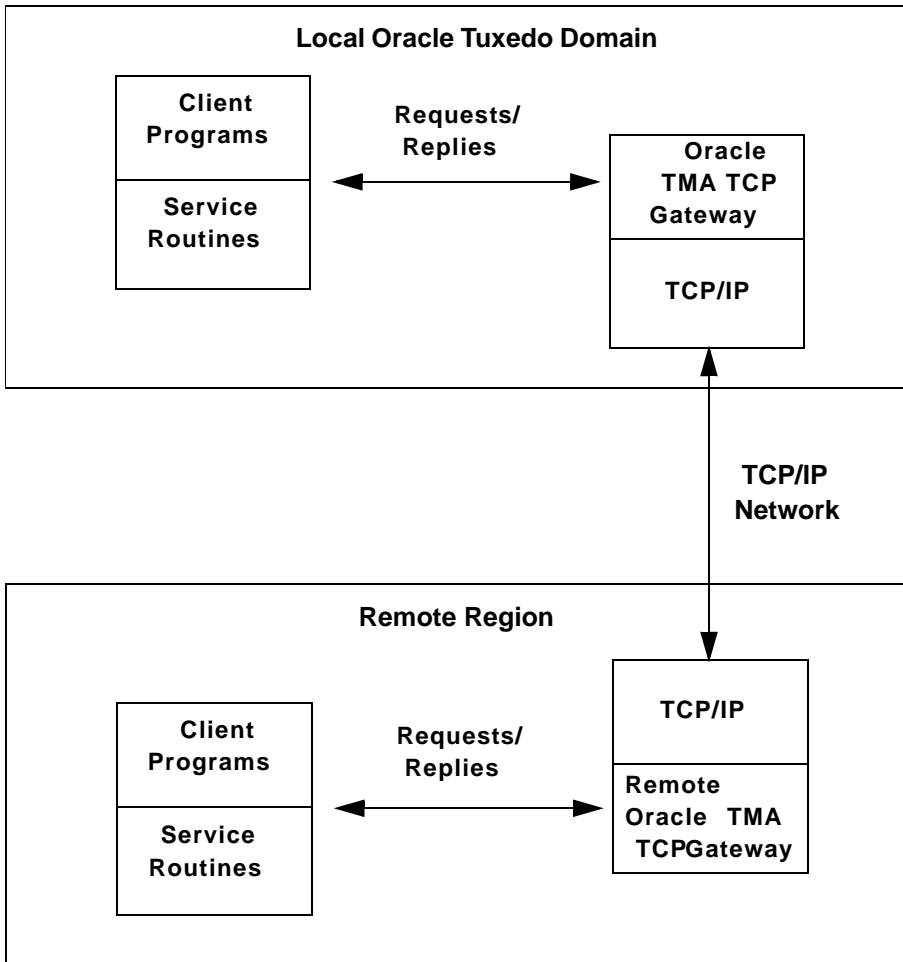 Local Oracle Tuxedo Domain
Client
Programs
Service
Routines
Requests/
Replies
Oracle
TMA TCP
Gateway
TCP/IP
TCP/IP
Network
Remote Region
Client
Programs
Service
Routines
Requests/
Replies
TCP/IP
Remote
Oracle TMA
TCPGateway